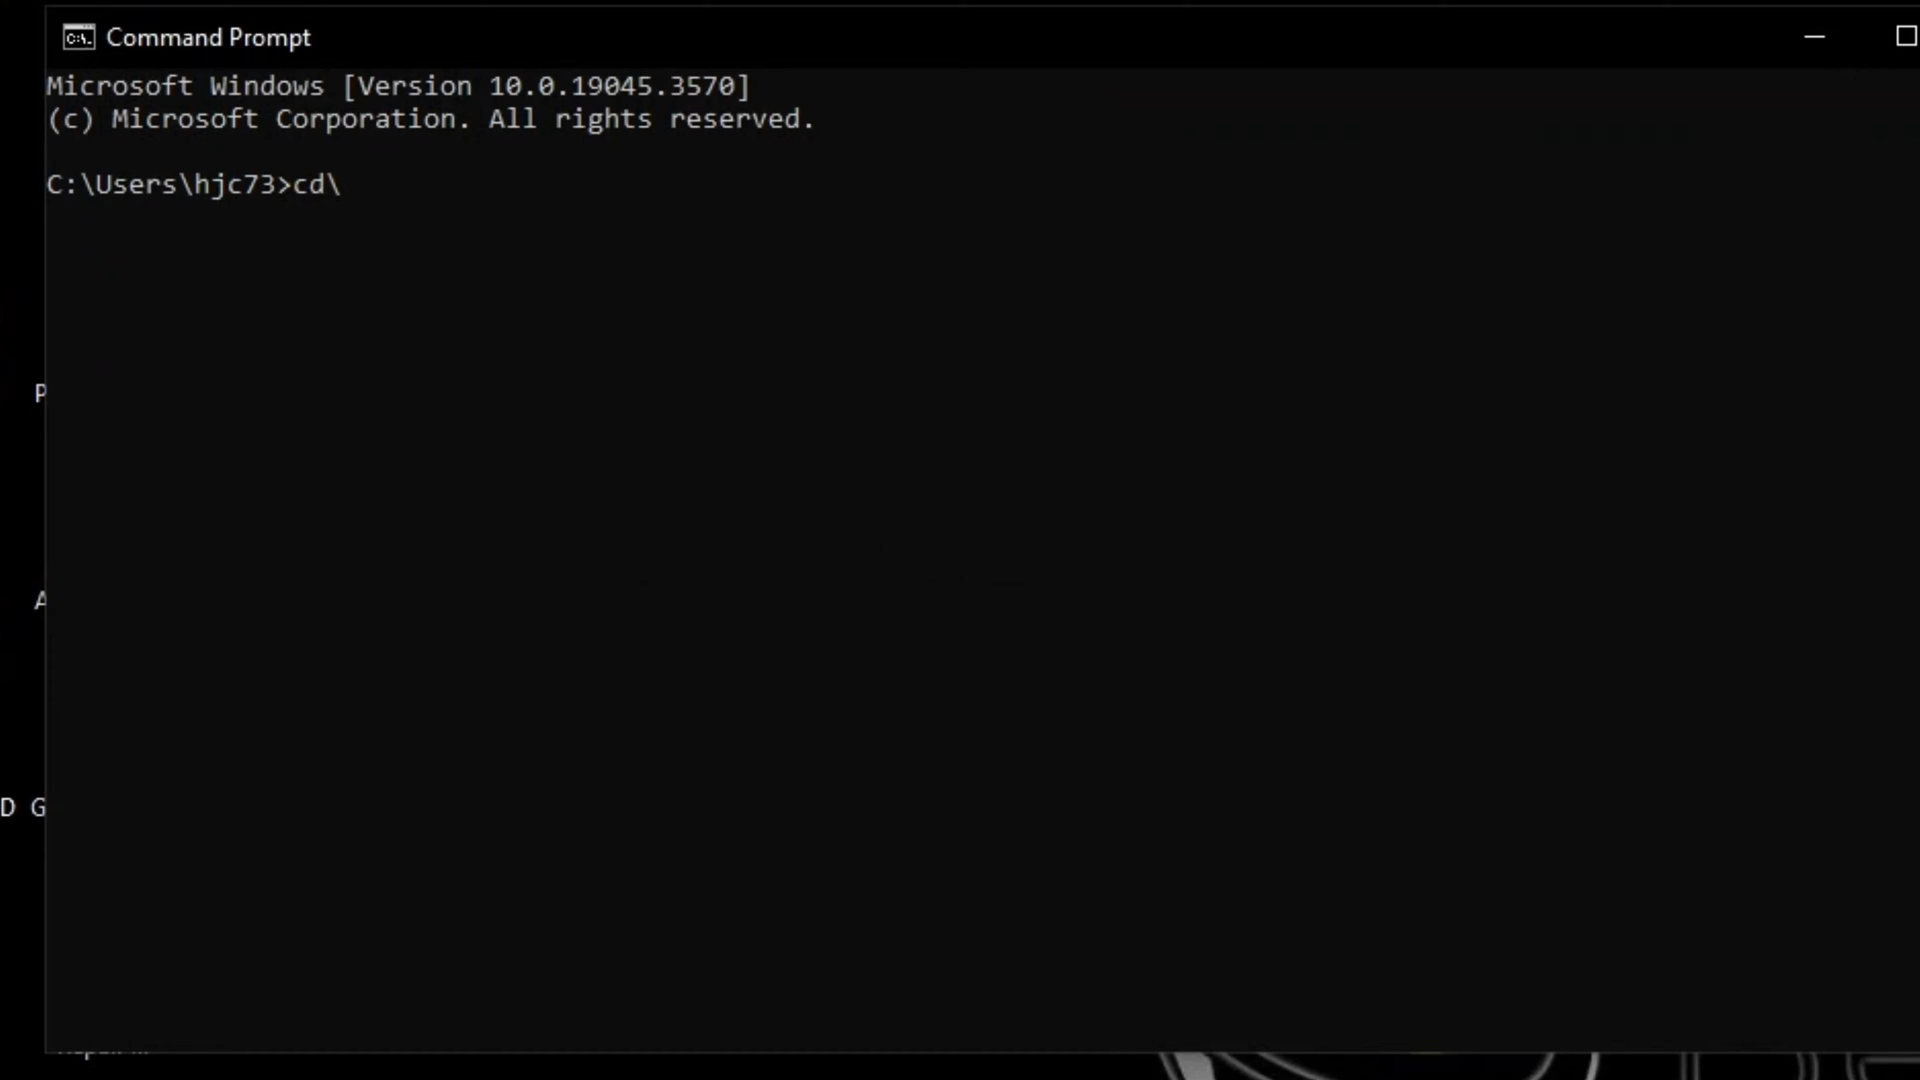 Command Prompt
Microsoft Windows [Version 10.0.19045.3570]
(c) Microsoft Corporation. All rights reserved.
C:\Users\hjc73>cd\
P
A
D G